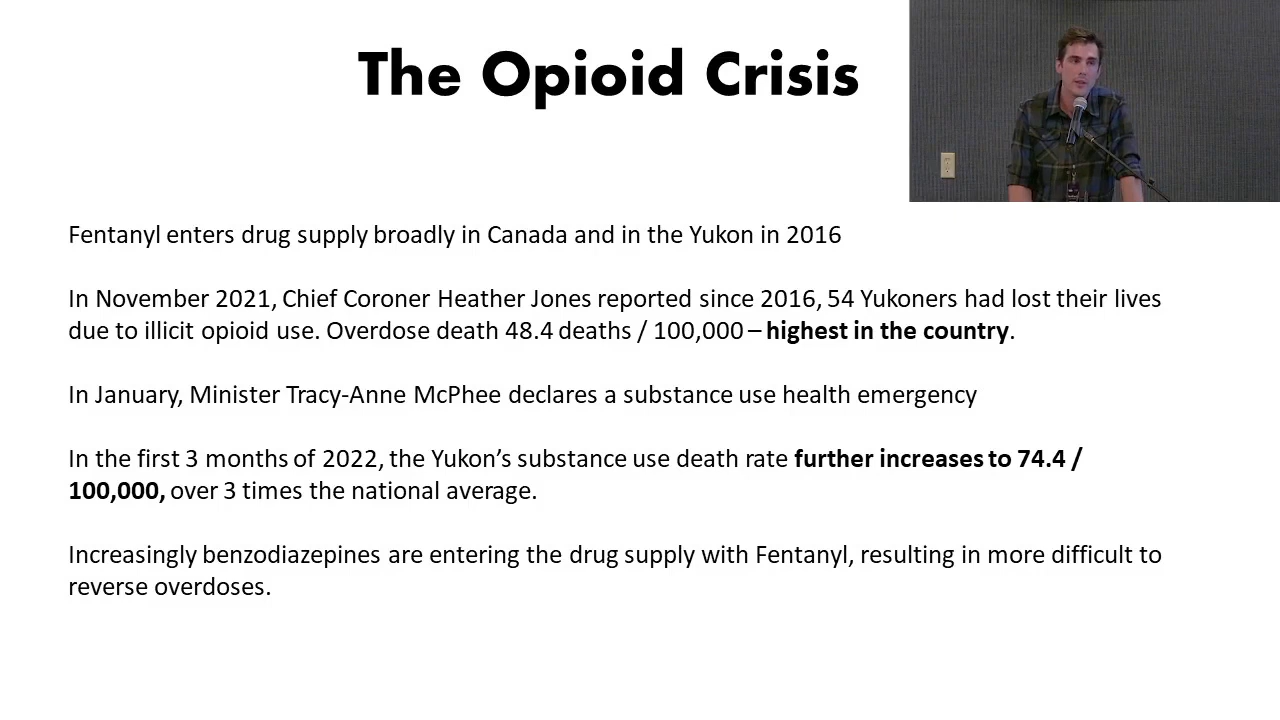 The Opioid Crisis
Fentanyl enters drug supply broadly in Canada and in the Yukon in 2016
In November 2021, Chief Coroner Heather Jones reported since 2016, 54 Yukoners had lost their lives
due to illicit opioid use. Overdose death 48.4 deaths / 100,000 – highest in the country.
In January, Minister Tracy-Anne McPhee declares a substance use health emergency
In the first 3 months of 2022, the Yukon’s substance use death rate further increases to 74.4 /
100,000, over 3 times the national average.
Increasingly benzodiazepines are entering the drug supply with Fentanyl, resulting in more difficult to
reverse overdoses.